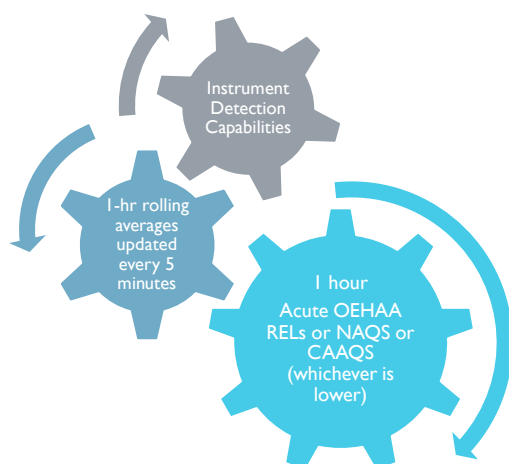 Instrument
Detection
Capabilities
1-hr rolling
averages
updated
every 5
minutes
1 hour
Acute OEHAA
RELs or NAQS or
CAAQS
(whichever is
lower)